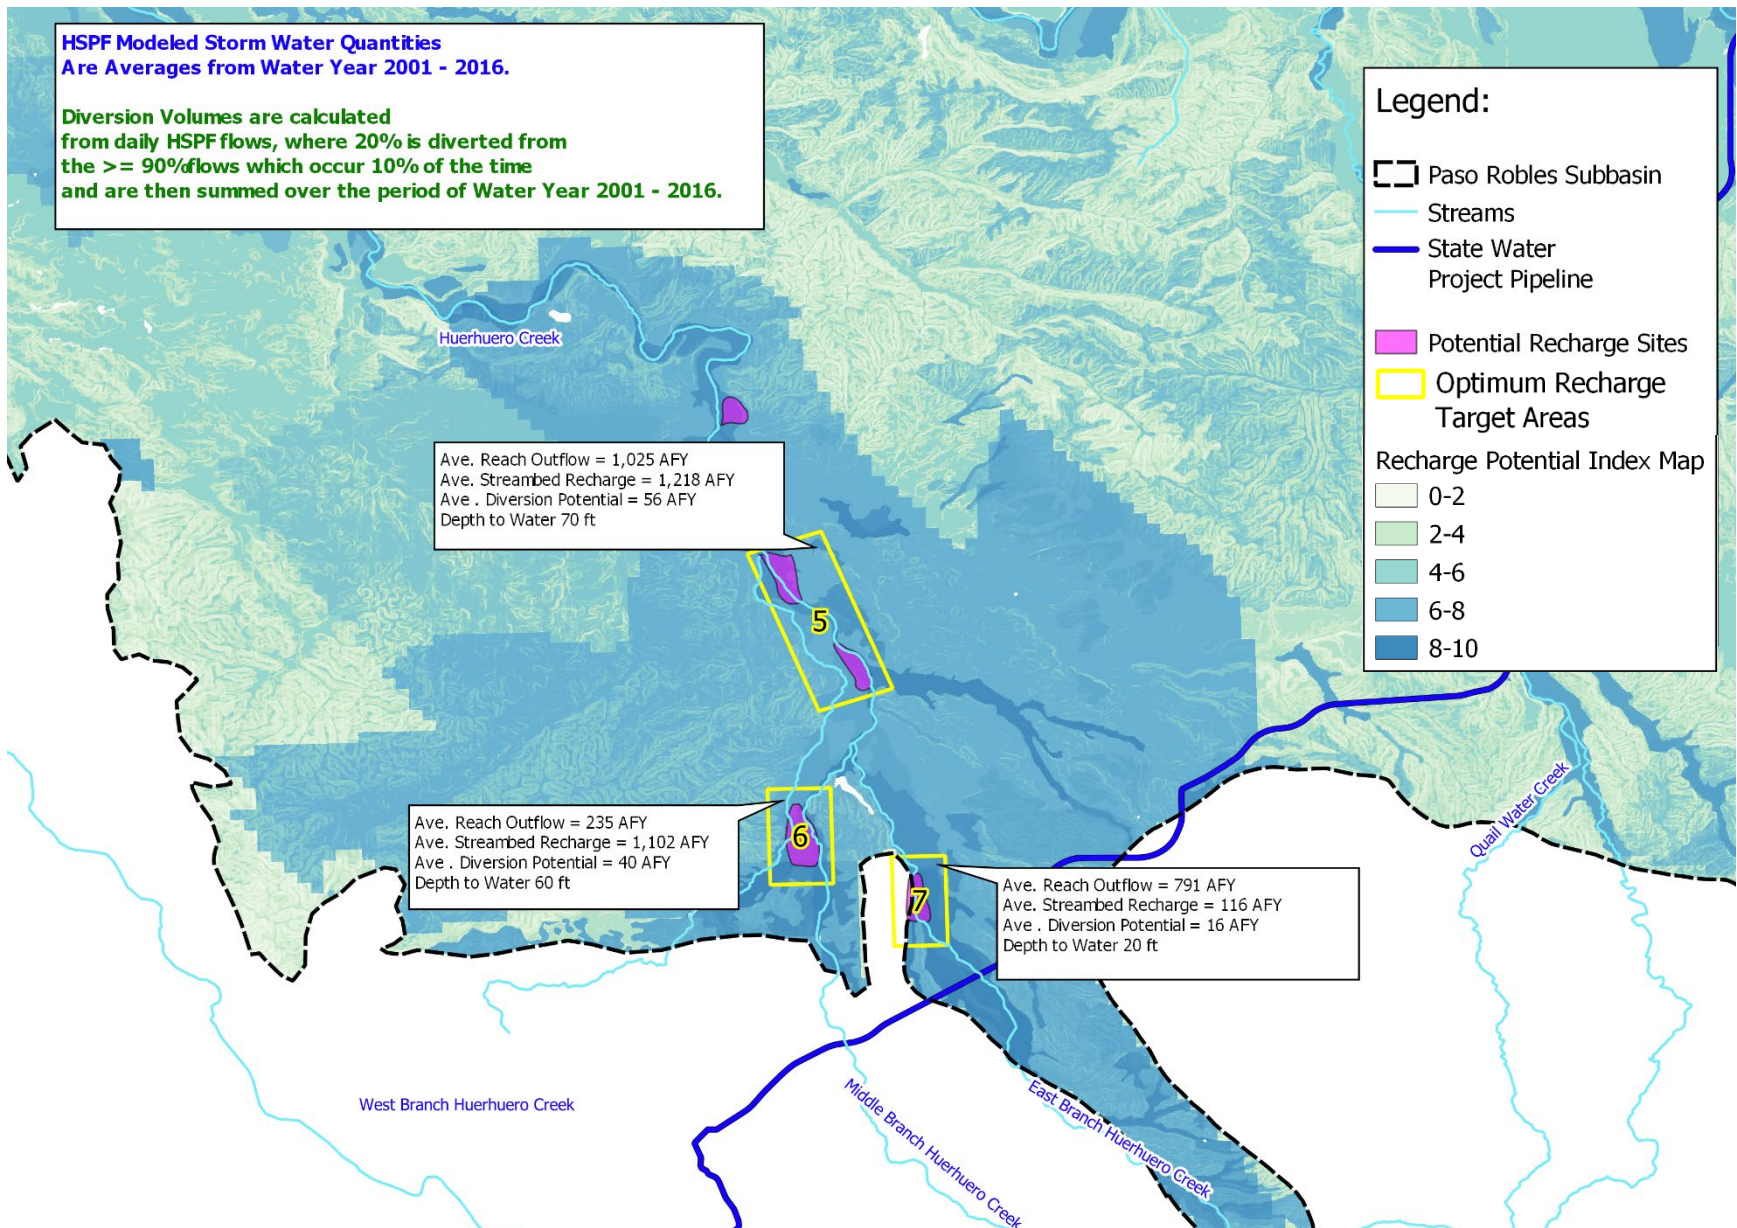 HSPF Modeled Storm Water Quantities
Are Averages from Water Year 2001 - 2016.
Diversion Volumes are calculated
from daily HSPF flows, where 20% is diverted from
the >= 90%flows which occur 10% of the time
and are then summed over the period of Water Year 2001 - 2016.
Legend:
Paso Robles Subbasin
Streams
State Water
Project Pipeline
Potential Recharge Sites
Optimum Recharge
Target Areas
Recharge Potential Index Map
0-2
2-4
4-6
6-8
8-10
Huerhuero Creek
Ave. Reach Outflow = 1,025 AFY
Ave. Streambed Recharge = 1,218 AFY
Ave . Diversion Potential = 56 AFY
Depth to Water 70 ft
5
Ave. Reach Outflow = 235 AFY
Ave. Streambed Recharge = 1,102 AFY
Ave . Diversion Potential = 40 AFY
Depth to Water 60 ft
6
7
Ave. Reach Outflow = 791 AFY
Ave. Streambed Recharge = 116 AFY
Ave . Diversion Potential = 16 AFY
Depth to Water 20 ft
Quail Water Creek
West Branch Huerhuero Creek
Middle Branch Huerhuero Creek
East Branch Huerhuero Creek